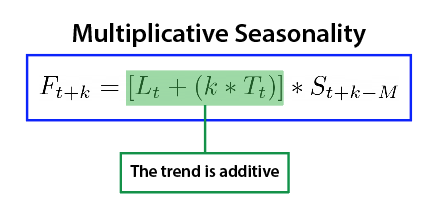 Multiplicative Seasonality
F_{t+k} = [L_t + (k * T_t)] * S_{t+k-M}
The trend is additive